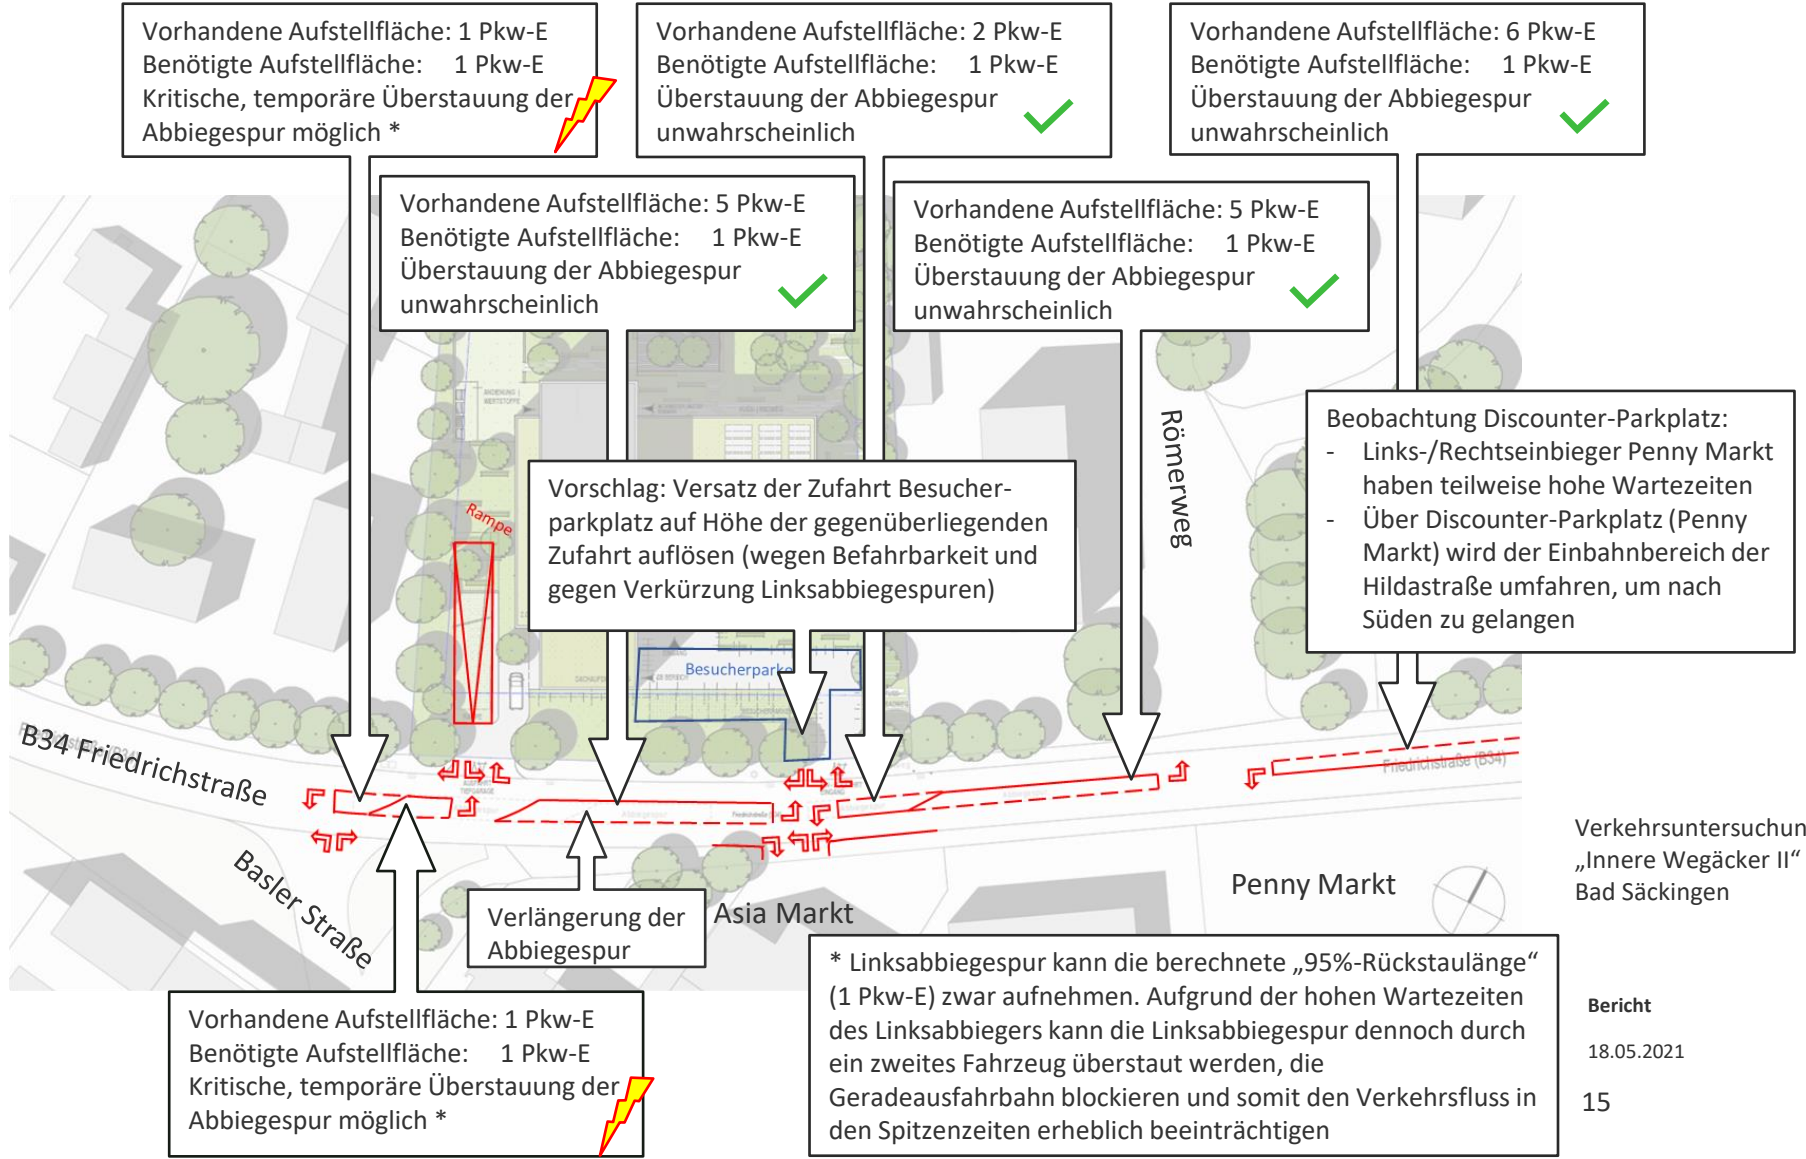 Vorhandene Aufstellfläche: 1 Pkw-E
Benötigte Aufstellfläche: 1 Pkw-E
Kritische, temporäre Überstauung der
Abbiegespur möglich *
Vorhandene Aufstellfläche: 2 Pkw-E
Benötigte Aufstellfläche: 1 Pkw-E
Überstauung der Abbiegespur
unwahrscheinlich
Vorhandene Aufstellfläche: 6 Pkw-E
Benötigte Aufstellfläche: 1 Pkw-E
Überstauung der Abbiegespur
unwahrscheinlich
Vorhandene Aufstellfläche: 5 Pkw-E
Benötigte Aufstellfläche: 1 Pkw-E
Überstauung der Abbiegespur
unwahrscheinlich
Vorhandene Aufstellfläche: 5 Pkw-E
Benötigte Aufstellfläche: 1 Pkw-E
Überstauung der Abbiegespur
unwahrscheinlich
Römerweg
Beobachtung Discounter-Parkplatz:
- Links-/Rechtseinbieger Penny Markt
haben teilweise hohe Wartezeiten
- Über Discounter-Parkplatz (Penny
Markt) wird der Einbahnbereich der
Hildastraße umfahren, um nach
Süden zu gelangen
Rampe
Vorschlag: Versatz der Zufahrt Besucher-
parkplatz auf Höhe der gegenüberliegenden
Zufahrt auflösen (wegen Befahrbarkeit und
gegen Verkürzung Linksabbiegespuren)
Besucherparke
B34 Friedrichstraße
Friedrichstraße (B34)
Basler Straße
Verlängerung der
Abbiegespur
Asia Markt
Penny Markt
Verkehrsuntersuchun
„Innere Wegäcker II“
Bad Säckingen
Vorhandene Aufstellfläche: 1 Pkw-E
Benötigte Aufstellfläche: 1 Pkw-E
Kritische, temporäre Überstauung der
Abbiegespur möglich *
* Linksabbiegespur kann die berechnete „95%-Rückstaulänge“
(1 Pkw-E) zwar aufnehmen. Aufgrund der hohen Wartezeiten
des Linksabbiegers kann die Linksabbiegespur dennoch durch
ein zweites Fahrzeug überstaut werden, die
Geradeausfahrbahn blockieren und somit den Verkehrsfluss in
den Spitzenzeiten erheblich beeinträchtigen
Bericht
18.05.2021
15